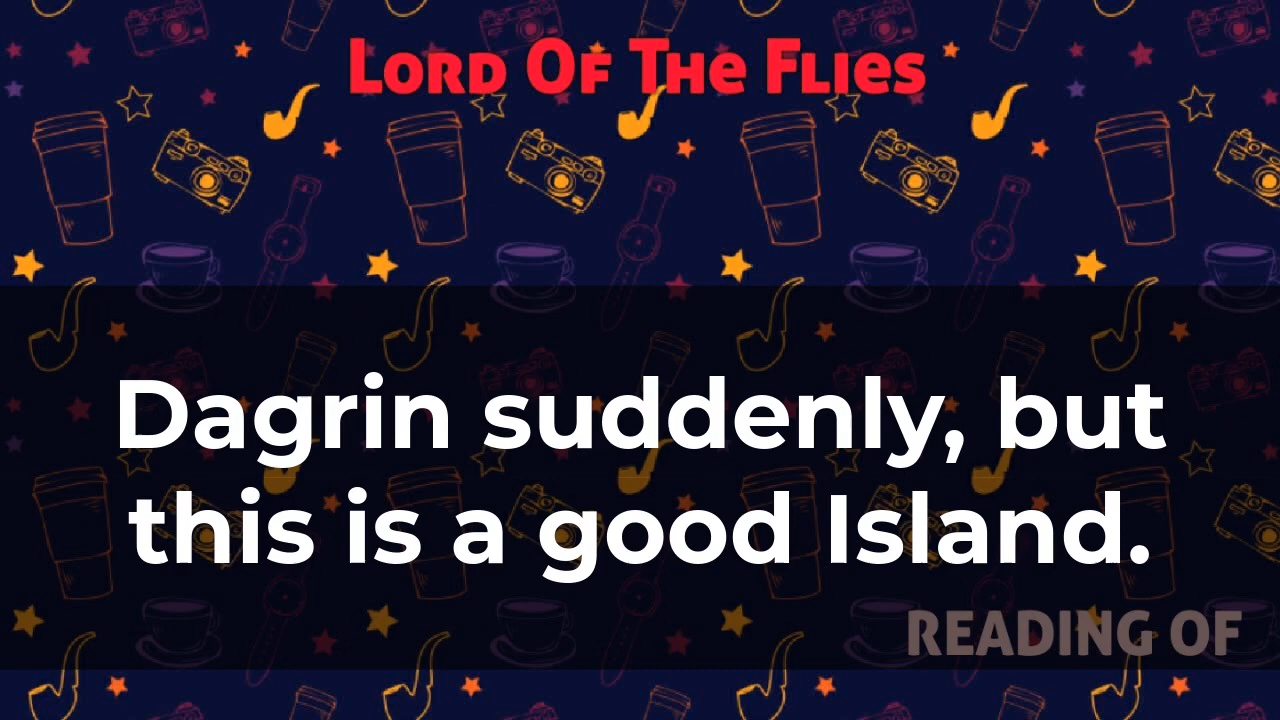 Lord Of The Flies
Dagrin suddenly, but
this is a good Island.
READING OF